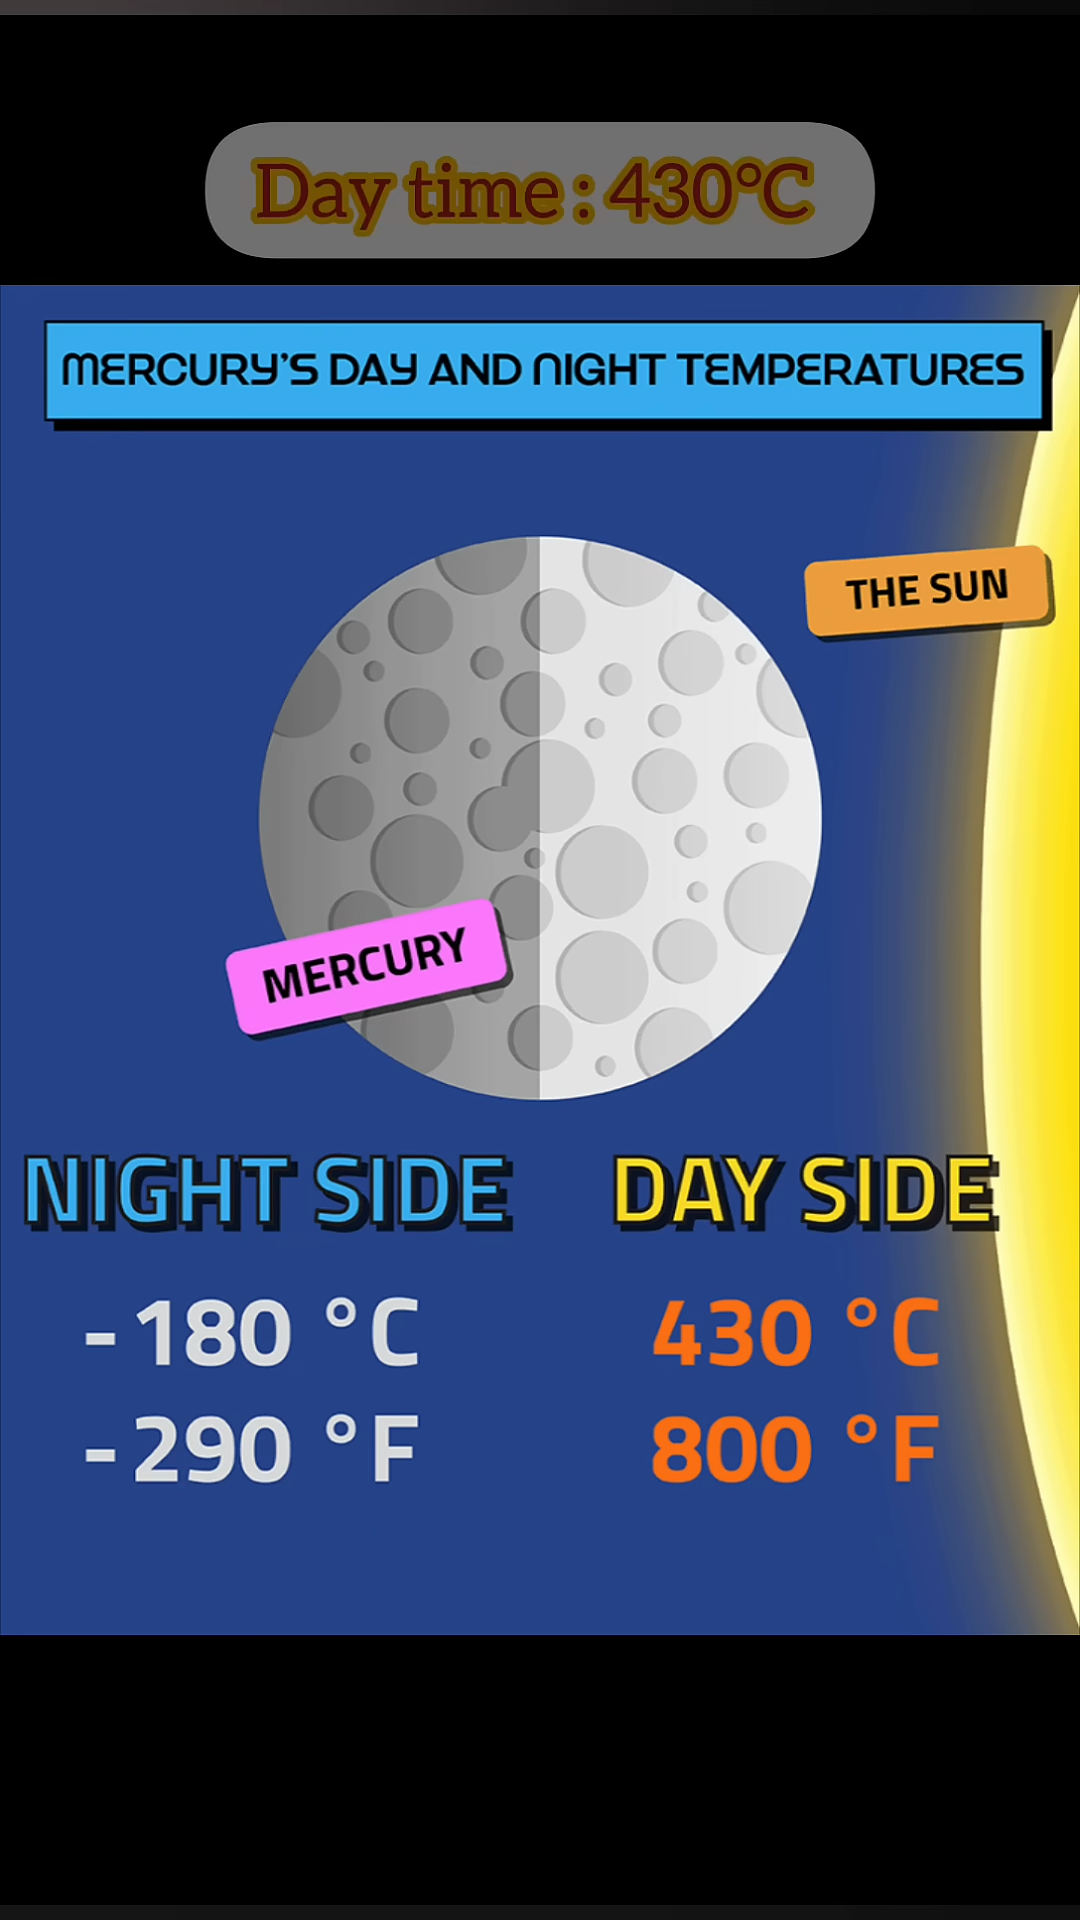 Day time : 430°C
MERCURY'S DAY AND NIGHT TEMPERATURES
THE SUN
MERCURY
NIGHT SIDE
DAY SIDE
-180 °C
430 °C
-290 °F
800 °F